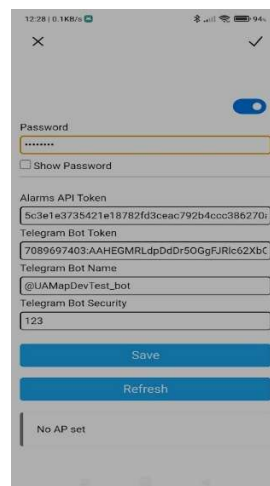 12:28 | 0.1KB/s 94%
Password
••••••••
Show Password
Alarms API Token
5c3e1e3735421e18782fd3ceac792b4ccc386270
Telegram Bot Token
7089697403:AAHEGMRLdpDdDr5OGgFJRlc62Xb
Telegram Bot Name
@UAMapDevTest_bot
Telegram Bot Security
123
Save
Refresh
No AP set